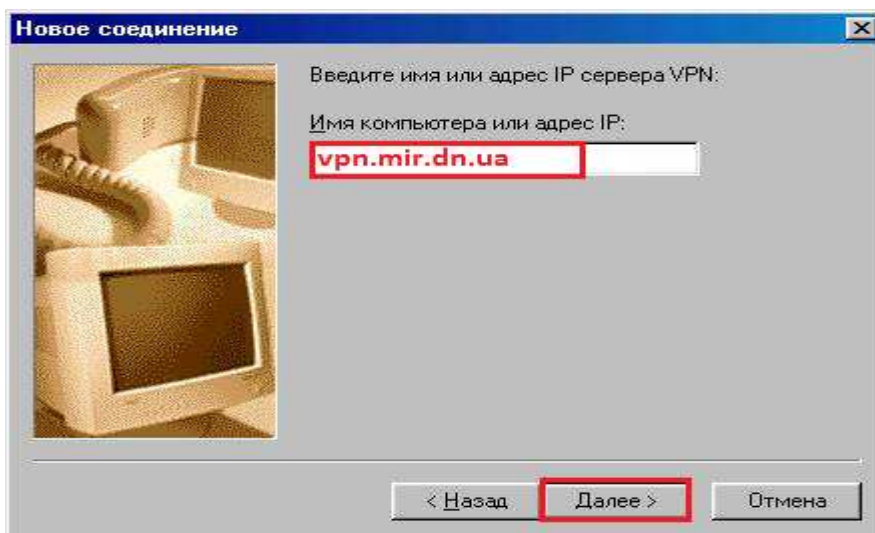 Новое соединение
Введите имя или адрес IP сервера VPN:
Имя компьютера или адрес IP:
vpn.mir.dn.ua
< Назад
Далее >
Отмена